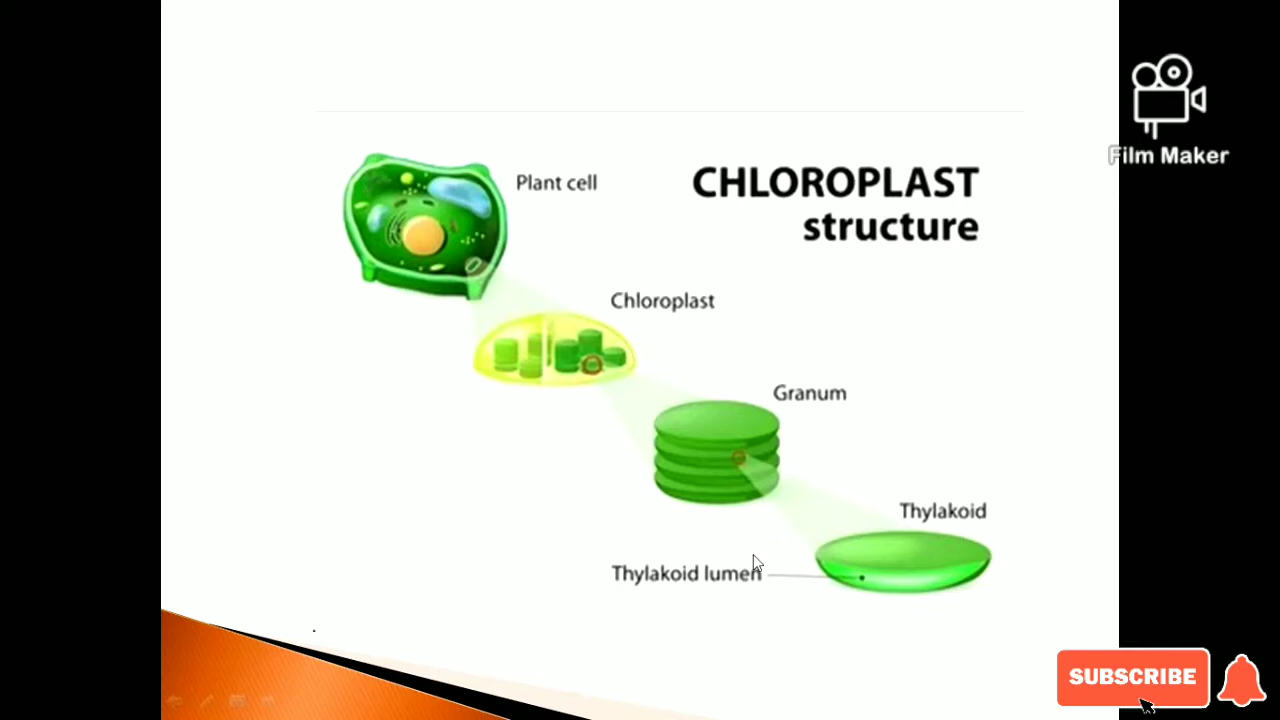 Film Maker
Plant cell
CHLOROPLAST
structure
Chloroplast
Granum
Thylakoid
Thylakoid lumen
SUBSCRIBE